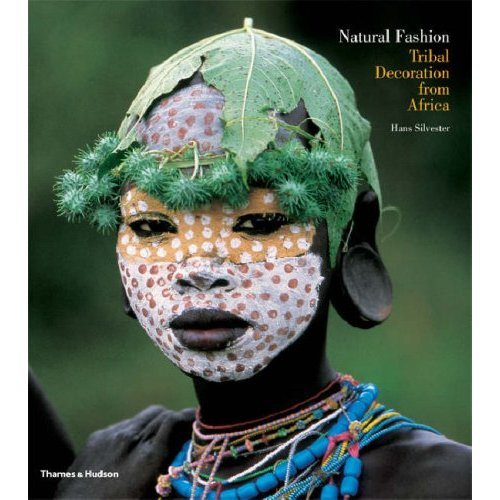 Natural Fashion
Tribal
Decoration
from
Africa
Hans Silvester
Thames & Hudson